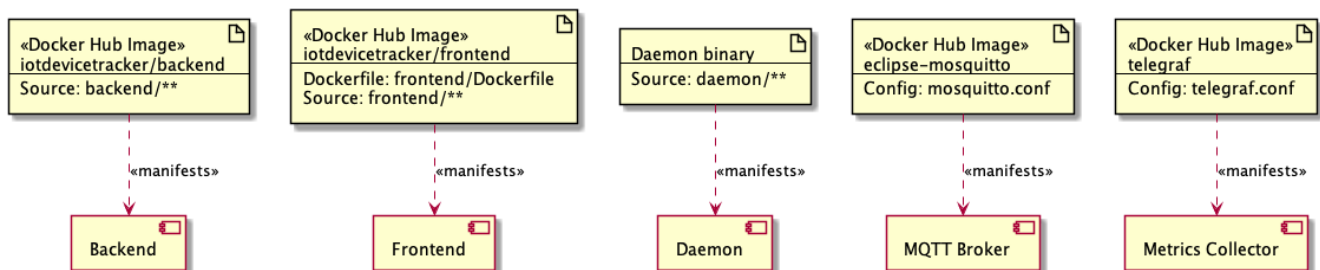 «Docker Hub Image»
iotdevicetracker/backend
Source: backend/**
«Docker Hub Image»
iotdevicetracker/frontend
Dockerfile: frontend/Dockerfile
Source: frontend/**
Daemon binary
Source: daemon/**
«Docker Hub Image»
eclipse-mosquitto
Config: mosquitto.conf
«Docker Hub Image»
telegraf
Config: telegraf.conf
«manifests»
«manifests»
«manifests»
«manifests»
«manifests»
Backend
Frontend
Daemon
MQTT Broker
Metrics Collector